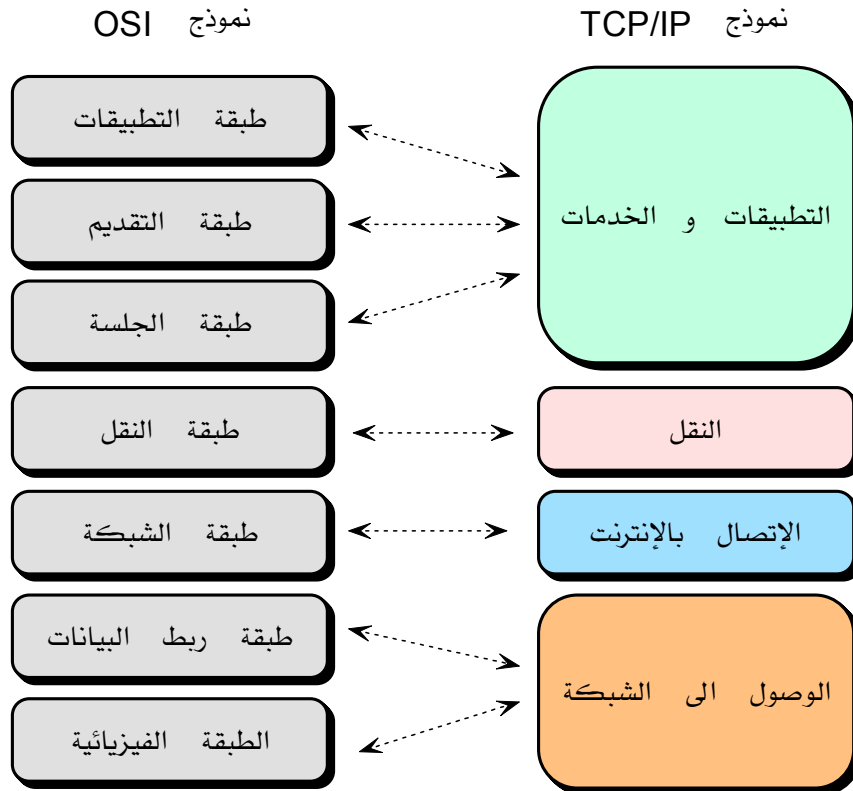 نموذج OSI
طبقة التطبيقات
طبقة التقديم
طبقة الجلسة
طبقة النقل
طبقة الشبكة
طبقة ربط البيانات
الطبقة الفيزيائية
نموذج TCP/IP
التطبيقات و الخدمات
النقل
الإتصال بالإنترنت
الوصول الى الشبكة